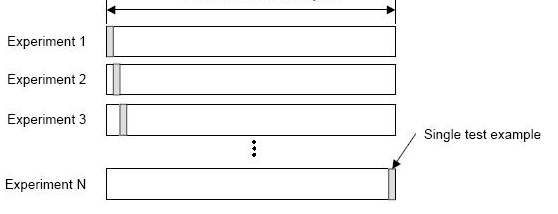 Experiment 1
Experiment 2
Experiment 3
Single test example
Experiment N